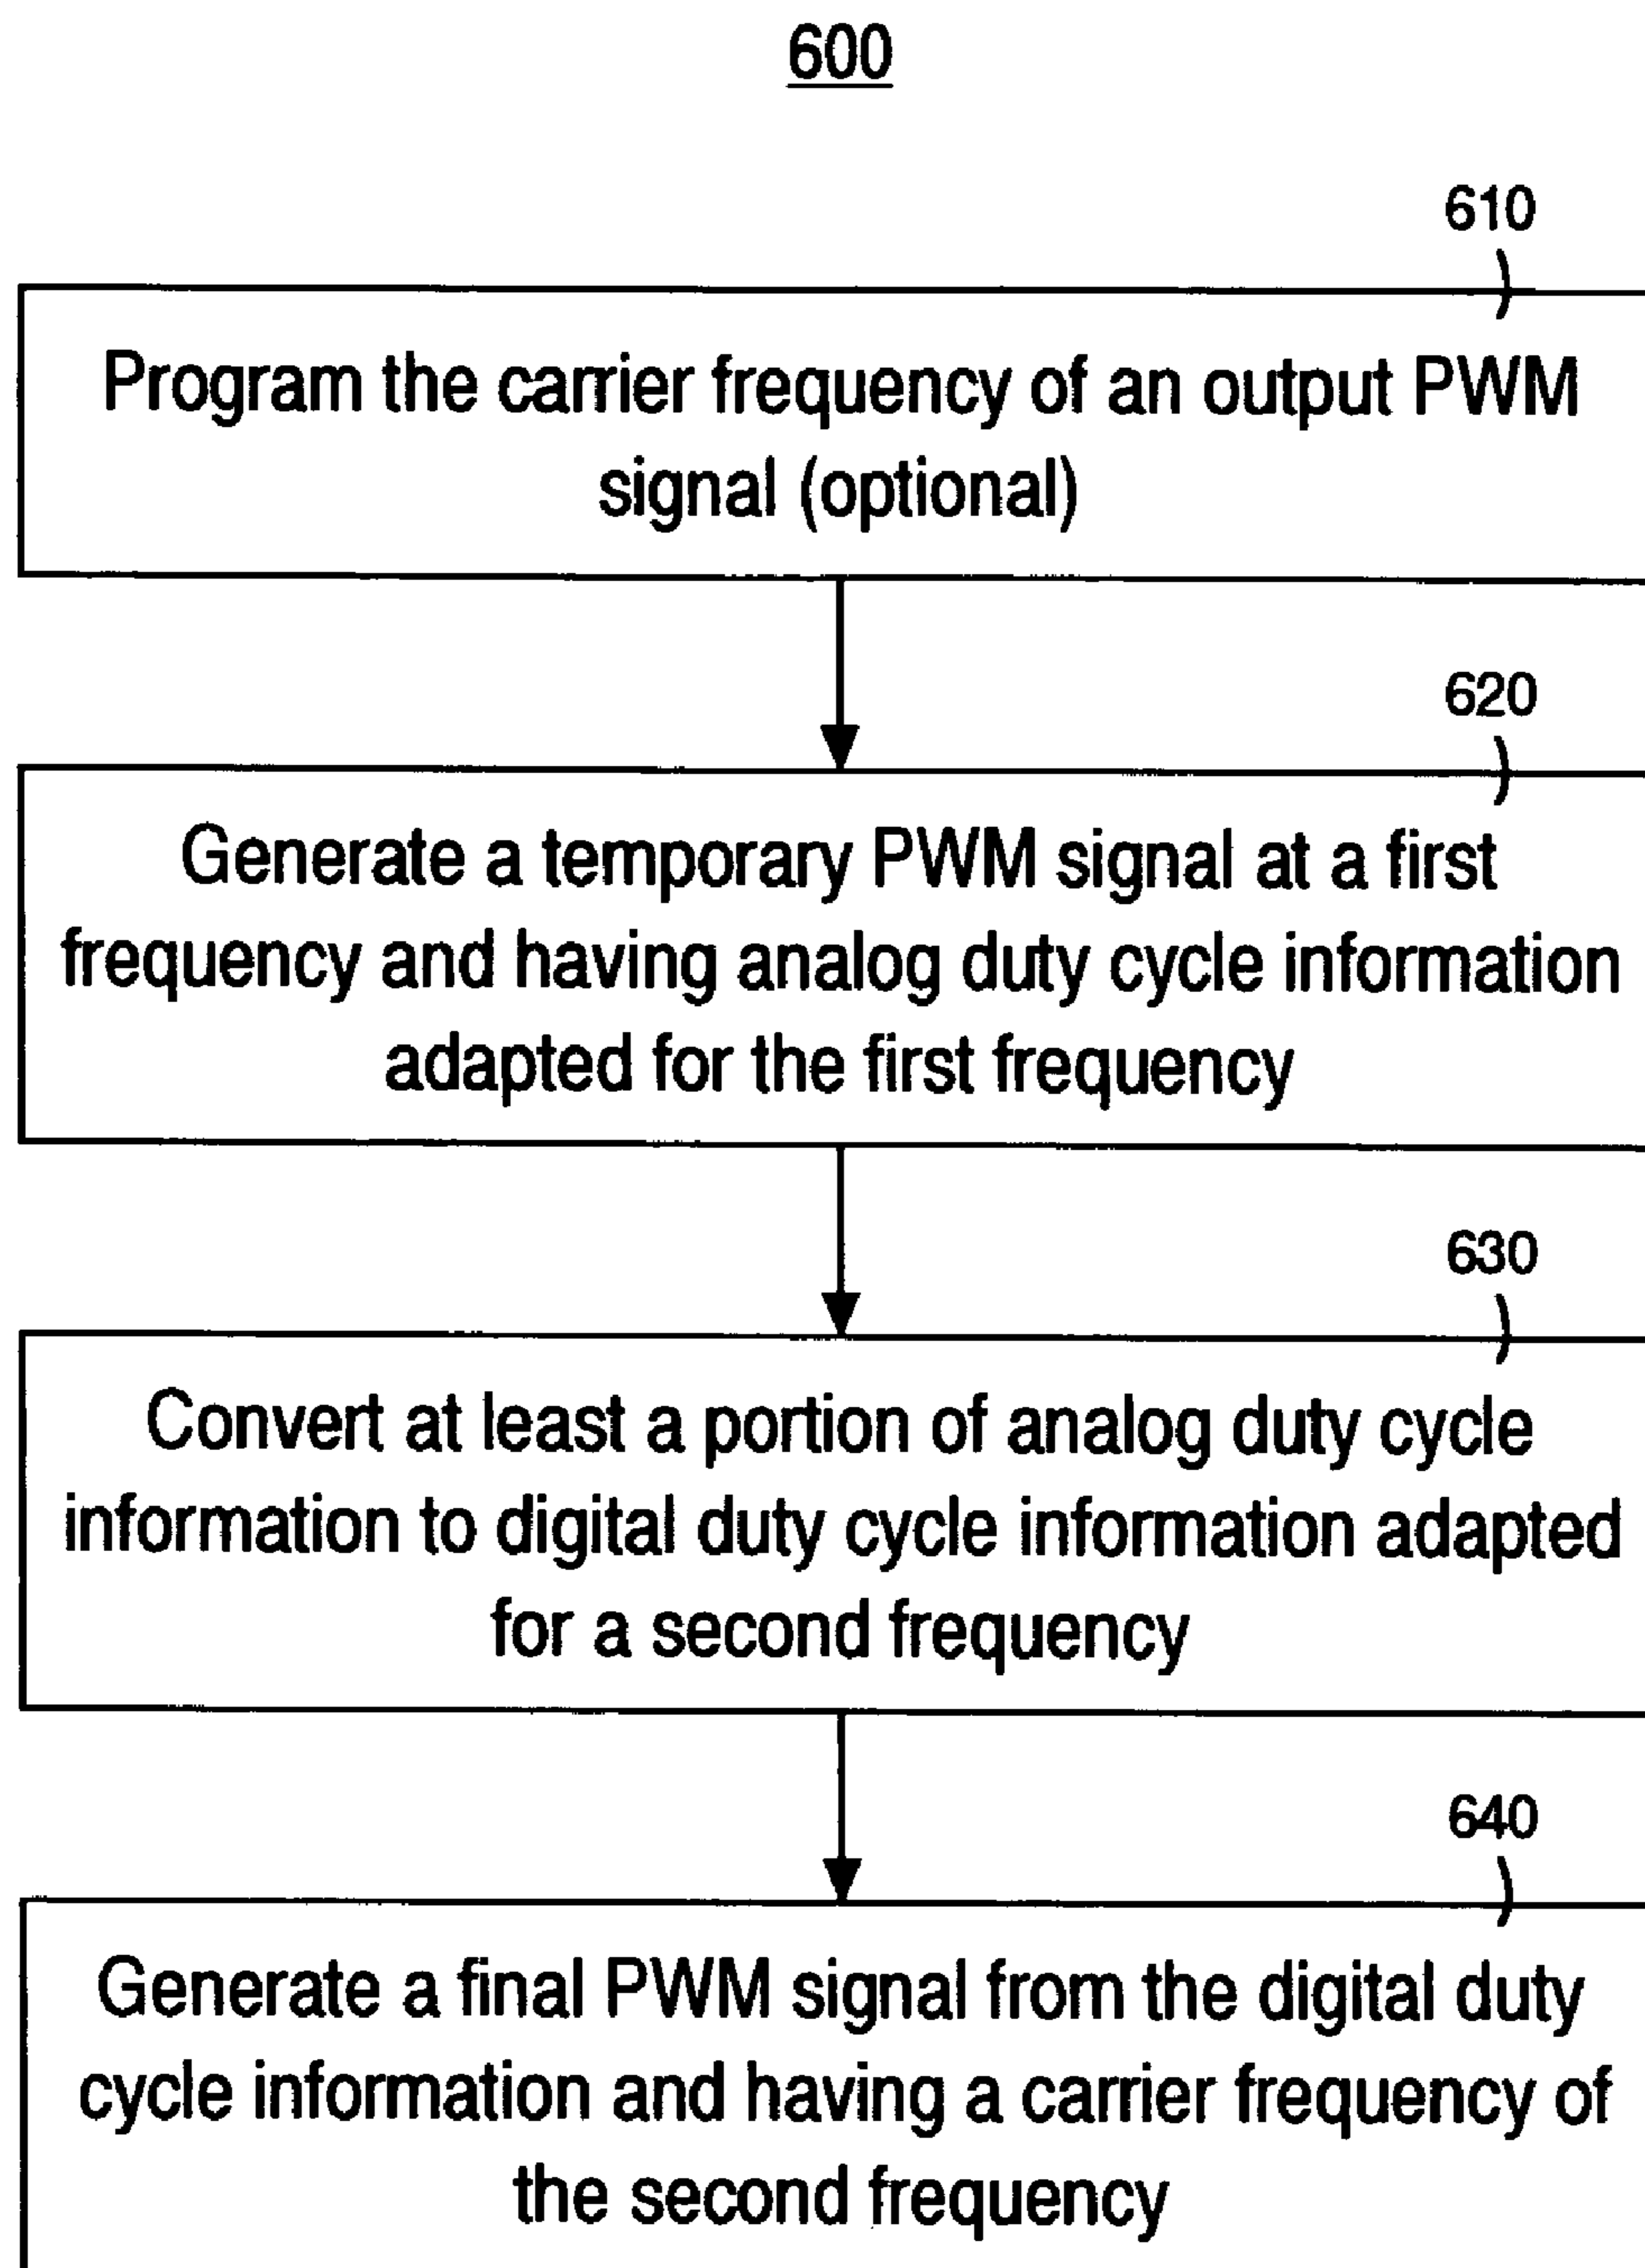 600
610
Program the carrier frequency of an output PWM
signal (optional)
620
Generate a temporary PWM signal at a first
frequency and having analog duty cycle information
adapted for the first frequency
630
Convert at least a portion of analog duty cycle
information to digital duty cycle information adapted
for a second frequency
640
Generate a final PWM signal from the digital duty
cycle information and having a carrier frequency of
the second frequency